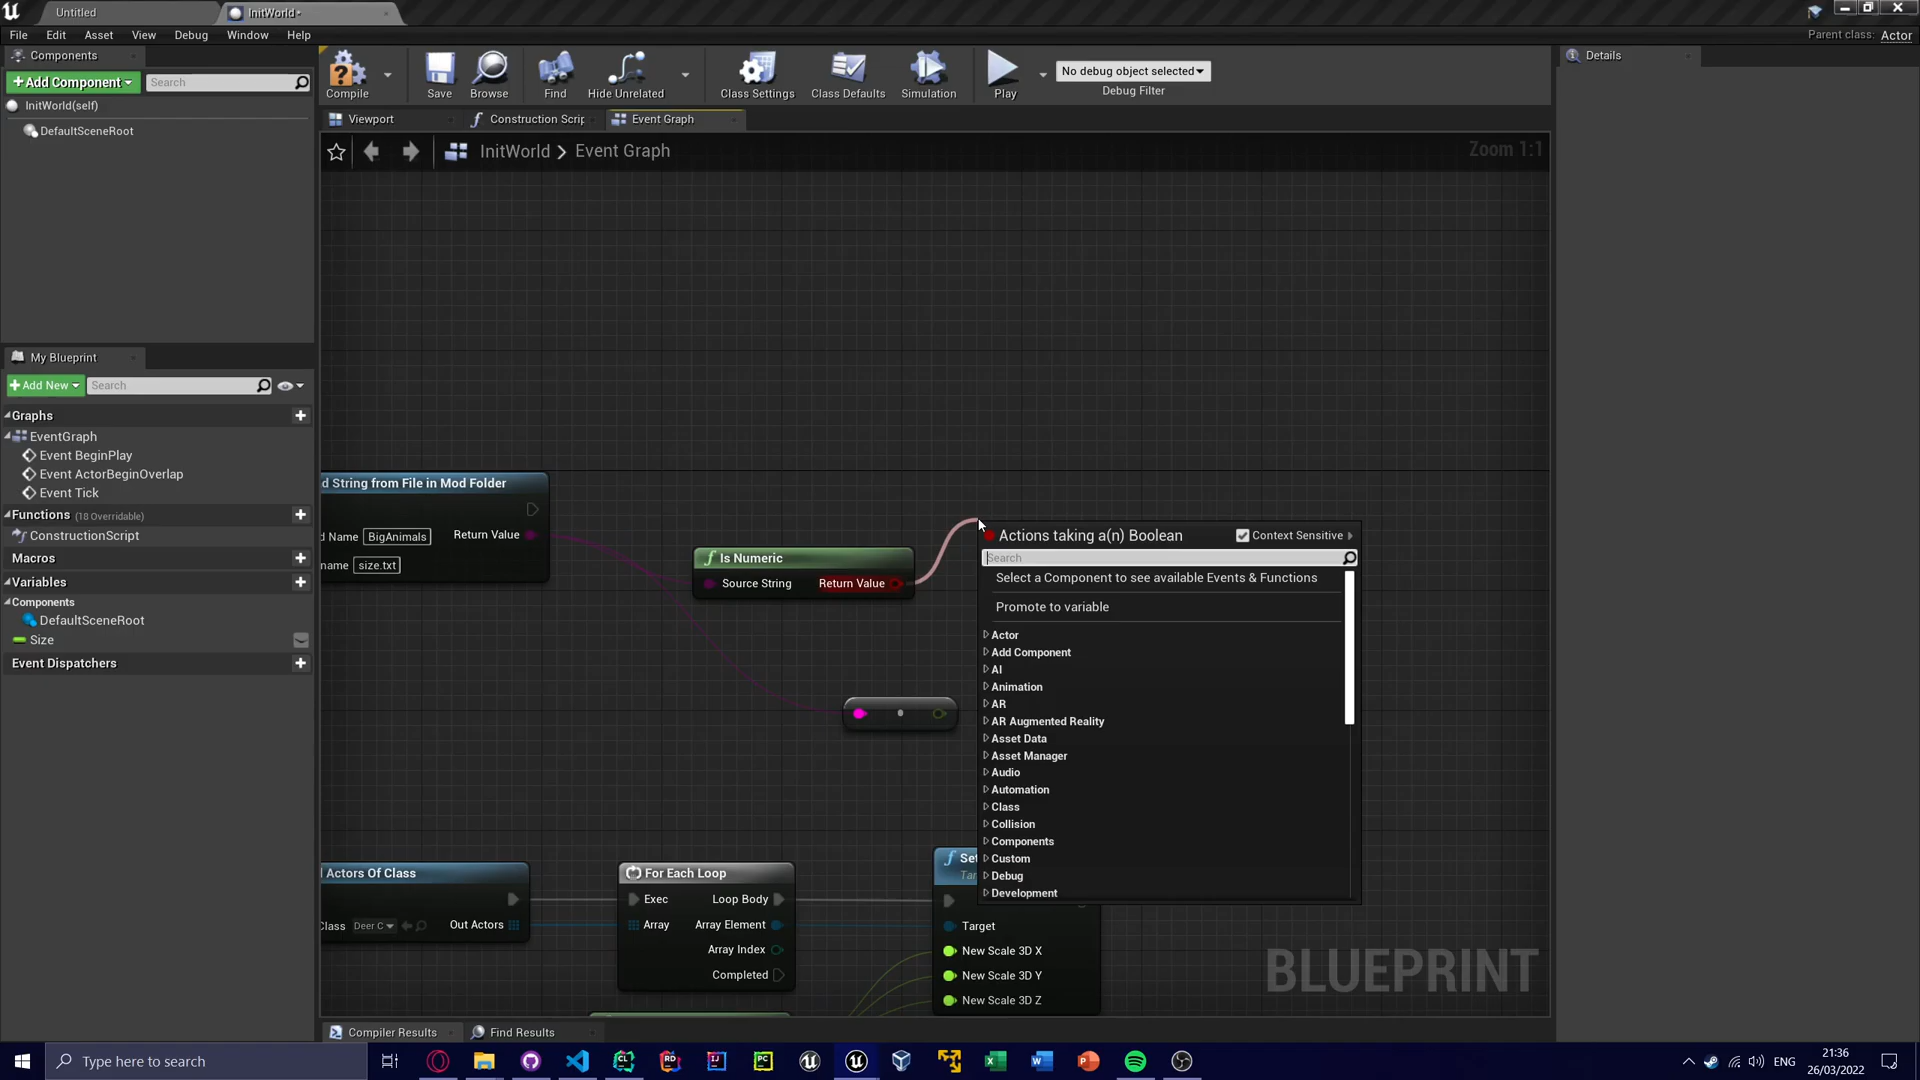 Untitled
InitWorld•
File Edit Asset View Debug Window Help
Parent class: Actor
Components
Details
+Add Component
Search
InitWorld(self)
DefaultSceneRoot
Compile
Save
Browse
Find
Hide Unrelated
Class Settings
Class Defaults
Simulation
Play
No debug object selected
Debug Filter
Viewport
Construction Scrip
Event Graph
InitWorld > Event Graph
Zoom 1:1
My Blueprint
+Add New
Search
Graphs
EventGraph
Event BeginPlay
Event ActorBeginOverlap
Event Tick
Functions (18 Overridable)
ConstructionScript
Macros
Variables
Components
DefaultSceneRoot
Size
Event Dispatchers
d String from File in Mod Folder
d Name BigAnimals
Return Value
name size.txt
Is Numeric
Source String
Return Value
Actions taking a(n) Boolean
Context Sensitive
Search
Select a Component to see available Events & Functions
Promote to variable
Actor
Add Component
AI
Animation
AR
AR Augmented Reality
Asset Data
Asset Manager
Audio
Automation
Class
Collision
Components
Custom
Debug
Development
Actors Of Class
Class Deer C
Out Actors
For Each Loop
Exec
Loop Body
Array
Array Element
Array Index
Completed
Set
Tar
Target
New Scale 3D X
New Scale 3D Y
New Scale 3D Z
BLUEPRINT
Compiler Results
Find Results
Type here to search
ENG
21:36
26/03/2022